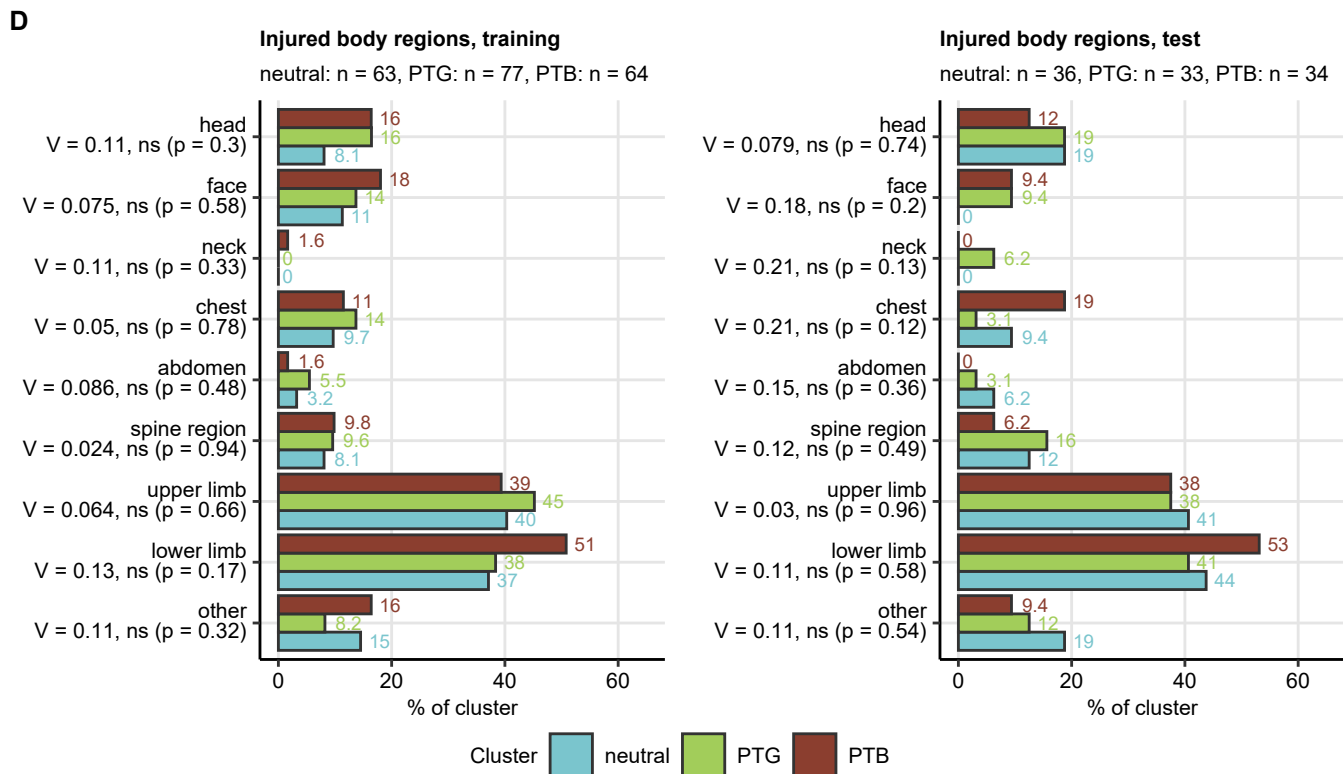 D
Injured body regions, training
neutral: n = 63, PTG: n = 77, PTB: n = 64
head
V = 0.11, ns (p = 0.3)
16
16
8.1
face
V = 0.075, ns (p = 0.58)
18
14
11
neck
V = 0.11, ns (p = 0.33)
1.6
0
0
chest
V = 0.05, ns (p = 0.78)
11
14
9.7
abdomen
V = 0.086, ns (p = 0.48)
1.6
5.5
3.2
spine region
V = 0.024, ns (p = 0.94)
9.8
9.6
8.1
upper limb
V = 0.064, ns (p = 0.66)
39
45
40
lower limb
V = 0.13, ns (p = 0.17)
51
38
37
other
V = 0.11, ns (p = 0.32)
16
8.2
15
0 20 40 60
% of cluster
Injured body regions, test
neutral: n = 36, PTG: n = 33, PTB: n = 34
head
V = 0.079, ns (p = 0.74)
12
19
19
face
V = 0.18, ns (p = 0.2)
9.4
9.4
0
neck
V = 0.21, ns (p = 0.13)
0
6.2
0
chest
V = 0.21, ns (p = 0.12)
19
3.1
9.4
abdomen
V = 0.15, ns (p = 0.36)
0
3.1
6.2
spine region
V = 0.12, ns (p = 0.49)
6.2
16
12
upper limb
V = 0.03, ns (p = 0.96)
38
38
41
lower limb
V = 0.11, ns (p = 0.58)
53
41
44
other
V = 0.11, ns (p = 0.54)
9.4
12
19
0 20 40 60
% of cluster
Cluster neutral PTG PTB